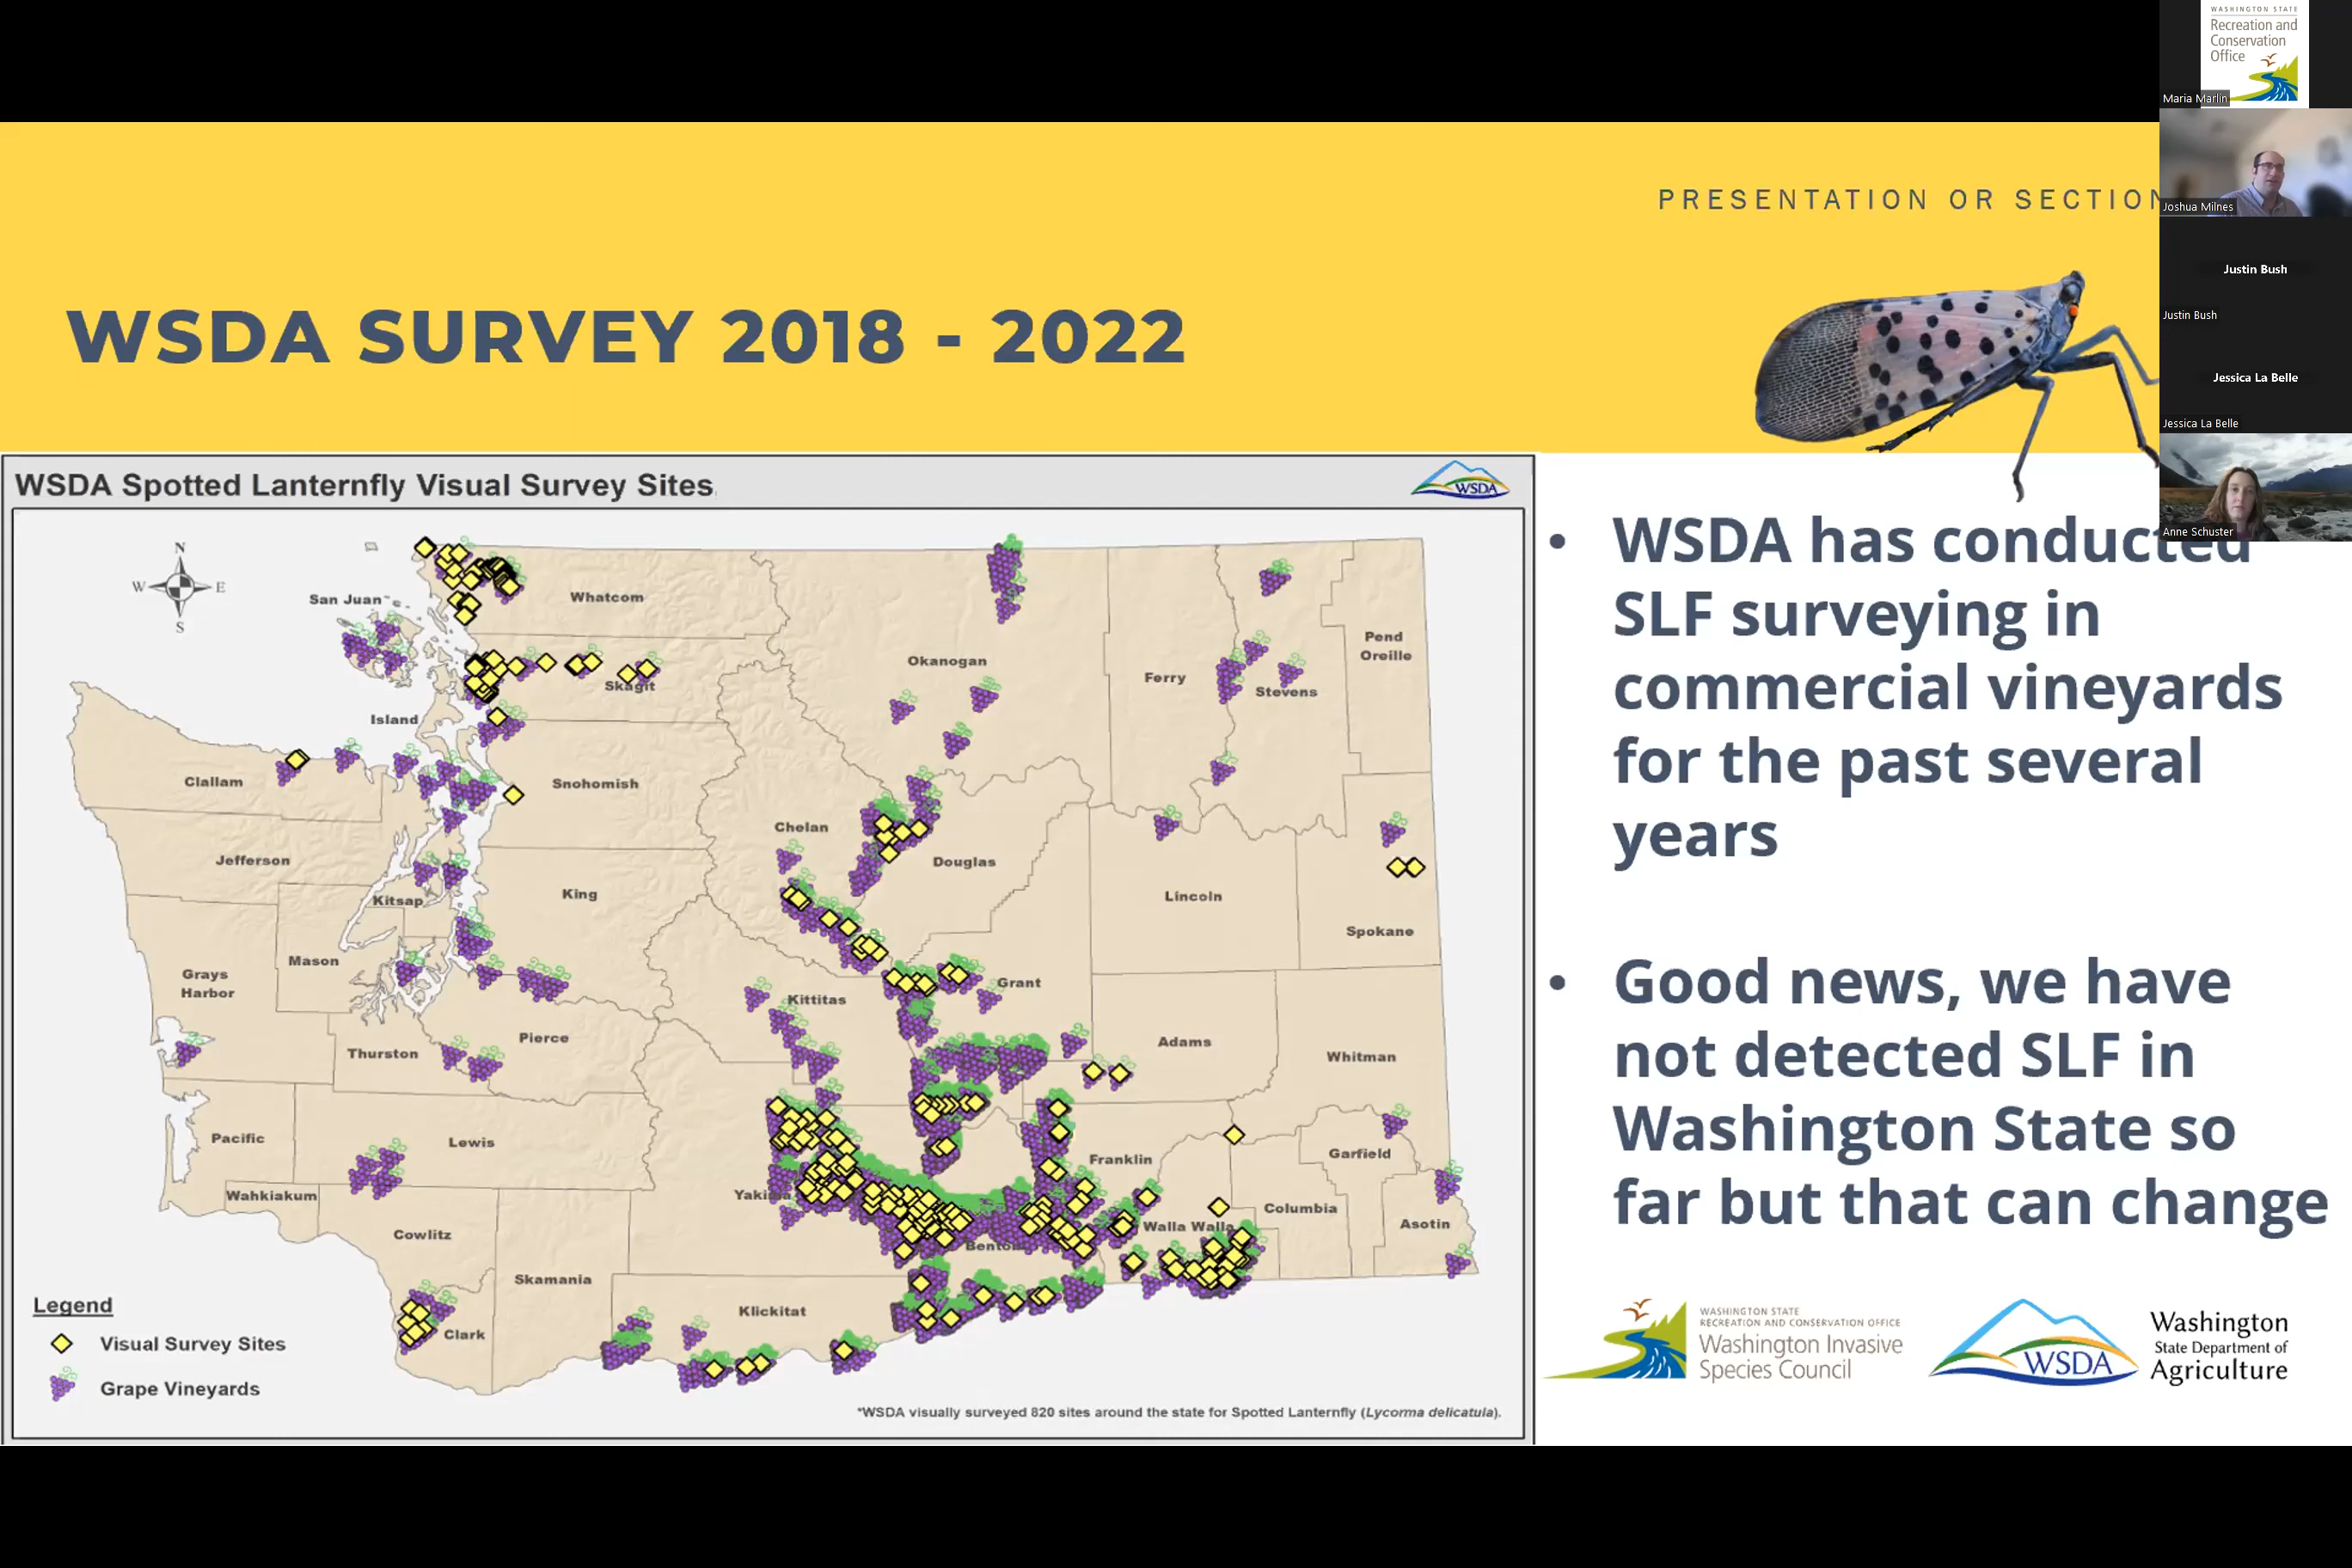 WASHINGTON STATE
Recreation and
Conservation
Office
Maria Marlin
Joshua Milnes
Justin Bush
Justin Bush
Jessica La Belle
Jessica La Belle
Anne Schuster
PRESENTATION OR SECTION
WSDA SURVEY 2018 - 2022
WSDA Spotted Lanternfly Visual Survey Sites
WSDA
N
W E
S
San Juan
Whatcom
Okanogan
Ferry
Stevens
Pend
Oreille
Skagit
Island
Clallam
Snohomish
Chelan
Douglas
Jefferson
King
Kitsap
Lincoln
Spokane
Mason
Grays
Harbor
Grant
Kittitas
Pierce
Thurston
Adams
Whitman
Pacific
Lewis
Franklin
Garfield
Wahkiakum
Yakima
Columbia
Cowlitz
Benton
Walla Walla
Asotin
Skamania
Klickitat
Clark
Legend
Visual Survey Sites
Grape Vineyards
*WSDA visually surveyed 820 sites around the state for Spotted Lanternfly (Lycorma delicatula).
• WSDA has conducted
SLF surveying in
commercial vineyards
for the past several
years
• Good news, we have
not detected SLF in
Washington State so
far but that can change
WASHINGTON STATE
RECREATION AND CONSERVATION OFFICE
Washington Invasive
Species Council
WSDA
Washington
State Department of
Agriculture